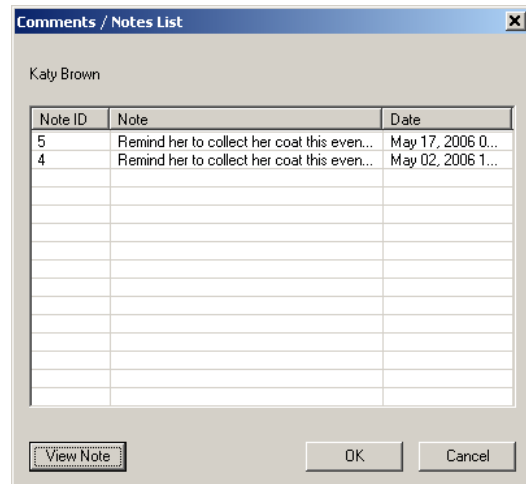 Comments / Notes List
Katy Brown
Note ID Note Date
5 Remind her to collect her coat this even... May 17, 2006 0...
4 Remind her to collect her coat this even... May 02, 2006 1...
View Note OK Cancel